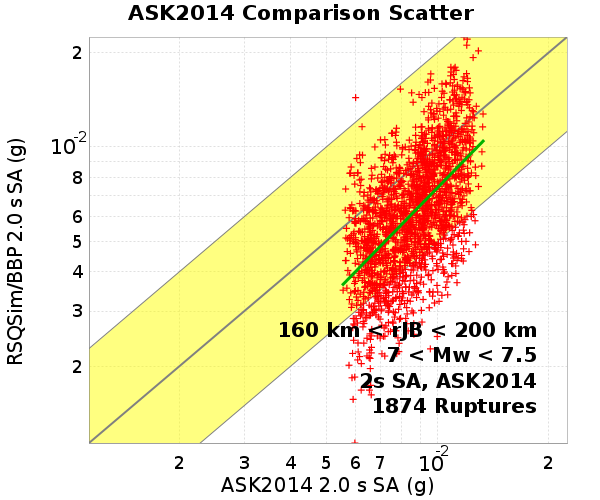 ASK2014 Comparison Scatter
RSQSim/BBP 2.0 s SA (g)
2
10-2
8
6
5
4
3
2
160 km < rJB < 200 km
7 < Mw < 7.5
2s SA, ASK2014
1874 Ruptures
2 3 4 5 6 7 10-2 2
ASK2014 2.0 s SA (g)